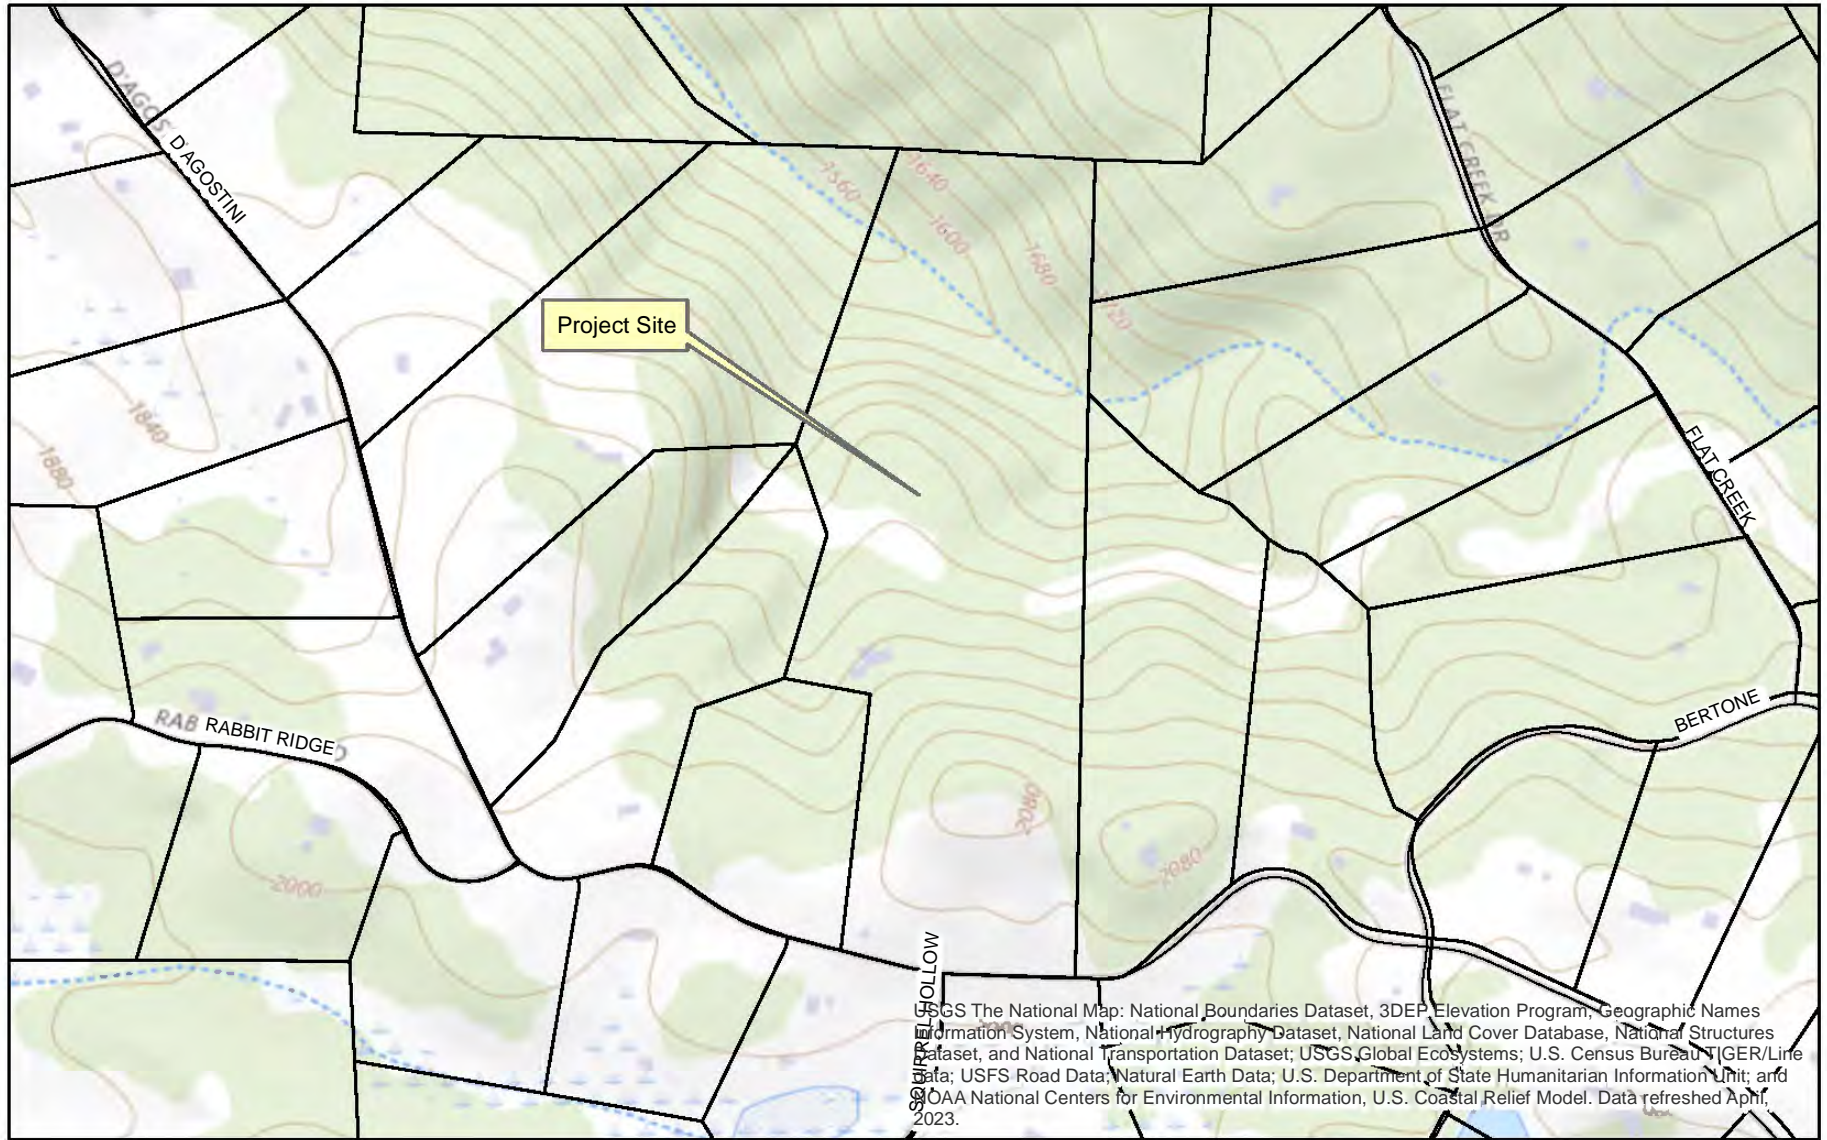 D'AGOS
D'AGOSTINI
FLAT CREEK DR
1560
1640
1600
1680
1720
Project Site
1840
1880
FLAT CREEK
RAB
RABBIT RIDGE
D
BERTONE
2080
2080
2000
SQUIRREL HOLLOW
USGS The National Map: National Boundaries Dataset, 3DEP Elevation Program, Geographic Names
Information System, National Hydrography Dataset, National Land Cover Database, National Structures
Dataset, and National Transportation Dataset; USGS Global Ecosystems; U.S. Census Bureau TIGER/Line
data; USFS Road Data; Natural Earth Data; U.S. Department of State Humanitarian Information Unit; and
NOAA National Centers for Environmental Information, U.S. Coastal Relief Model. Data refreshed April,
2023.